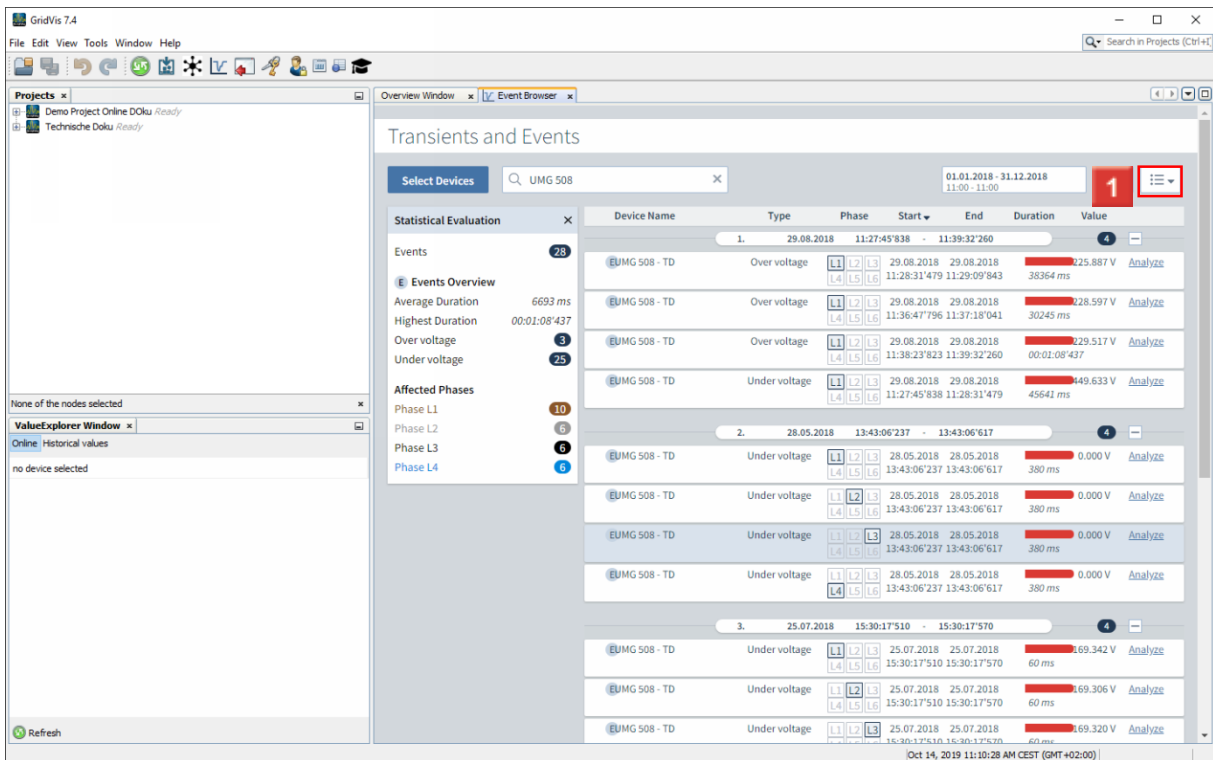 GridVis 7.4
File Edit View Tools Window Help
Search in Projects (Ctrl+I)
Projects
Demo Project Online DOku Ready
Technische Doku Ready
None of the nodes selected
ValueExplorer Window
Online Historical values
no device selected
Refresh
Overview Window
Event Browser
Transients and Events
Select Devices
UMG 508
01.01.2018 - 31.12.2018
11:00 - 11:00
1
Statistical Evaluation
Events 28
E Events Overview
Average Duration 6693 ms
Highest Duration 00:01:08'437
Over voltage 3
Under voltage 25
Affected Phases
Phase L1 10
Phase L2 6
Phase L3 6
Phase L4 6
Device Name Type Phase Start End Duration Value
1. 29.08.2018 11:27:45'838 - 11:39:32'260 4
EUMG 508 - TD Over voltage L1 L2 L3 29.08.2018 29.08.2018 225.887 V Analyze
L4 L5 L6 11:28:31'479 11:29:09'843 38364 ms
EUMG 508 - TD Over voltage L1 L2 L3 29.08.2018 29.08.2018 228.597 V Analyze
L4 L5 L6 11:36:47'796 11:37:18'041 30245 ms
EUMG 508 - TD Over voltage L1 L2 L3 29.08.2018 29.08.2018 229.517 V Analyze
L4 L5 L6 11:38:23'823 11:39:32'260 00:01:08'437
EUMG 508 - TD Under voltage L1 L2 L3 29.08.2018 29.08.2018 449.633 V Analyze
L4 L5 L6 11:27:45'838 11:28:31'479 45641 ms
2. 28.05.2018 13:43:06'237 - 13:43:06'617 4
EUMG 508 - TD Under voltage L1 L2 L3 28.05.2018 28.05.2018 0.000 V Analyze
L4 L5 L6 13:43:06'237 13:43:06'617 380 ms
EUMG 508 - TD Under voltage L1 L2 L3 28.05.2018 28.05.2018 0.000 V Analyze
L4 L5 L6 13:43:06'237 13:43:06'617 380 ms
EUMG 508 - TD Under voltage L1 L2 L3 28.05.2018 28.05.2018 0.000 V Analyze
L4 L5 L6 13:43:06'237 13:43:06'617 380 ms
EUMG 508 - TD Under voltage L1 L2 L3 28.05.2018 28.05.2018 0.000 V Analyze
L4 L5 L6 13:43:06'237 13:43:06'617 380 ms
3. 25.07.2018 15:30:17'510 - 15:30:17'570 4
EUMG 508 - TD Under voltage L1 L2 L3 25.07.2018 25.07.2018 169.342 V Analyze
L4 L5 L6 15:30:17'510 15:30:17'570 60 ms
EUMG 508 - TD Under voltage L1 L2 L3 25.07.2018 25.07.2018 169.306 V Analyze
L4 L5 L6 15:30:17'510 15:30:17'570 60 ms
EUMG 508 - TD Under voltage L1 L2 L3 25.07.2018 25.07.2018 169.320 V Analyze
15:30:17'510 15:30:17'570 60 ms
Oct 14, 2019 11:10:28 AM CEST (GMT+02:00)